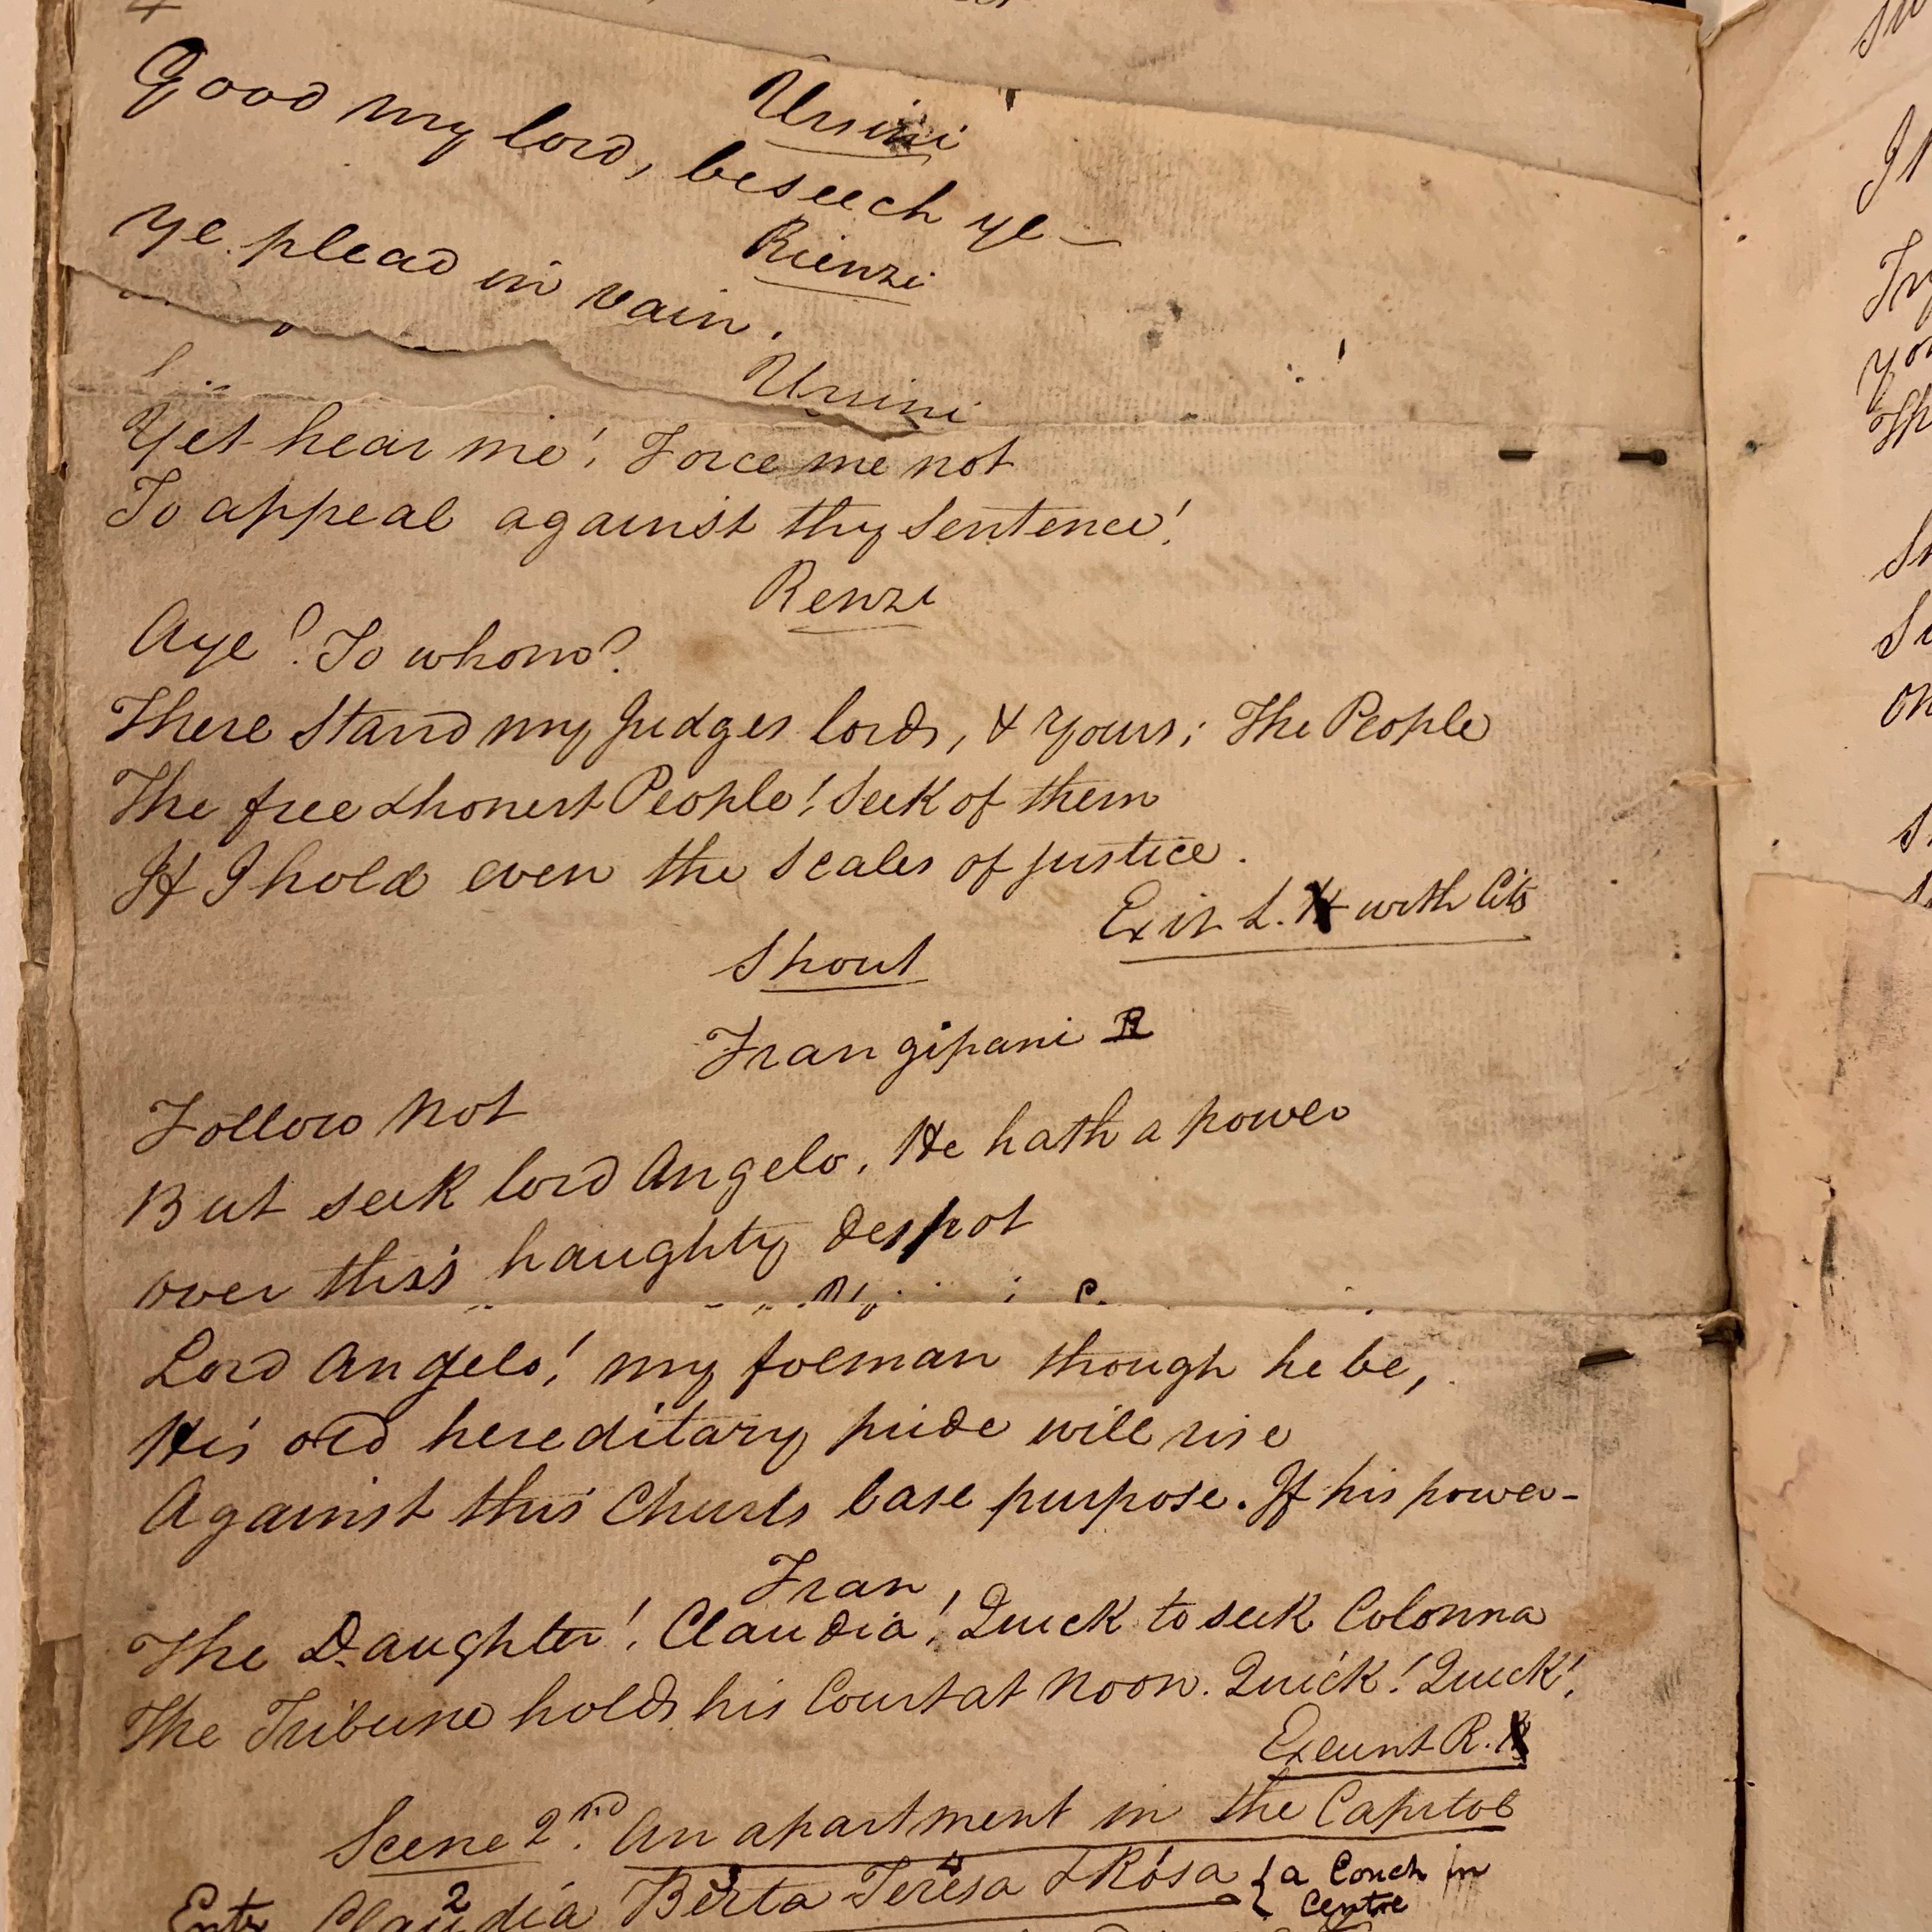 Ursini
Good my lord, beseech ye —
Rienzi
Ye plead in vain.
Ursini
Yet hear me! Force me not
To appeal against thy sentence!
Renzi
Aye? To whom?
There stand my Judges lords, & yours; The People
The free & honest People! Seek of them
If I hold even the scales of justice.
Exit L. with Cits
Shout
Frangipani R
Follow not
But seek lord Angelo. He hath a power
over this haughty despot
Lord Angelo! my foeman though he be,
His old hereditary pride will rise
Against this Churls base purpose. If his power-
Fran
The Daughter! Claudia! Quick to seek Colonna
The Tribune holds his Court at Noon. Quick! Quick!
Exeunt R.
Scene 2nd. An apartment in the Capitol
Enter Claudia Berta Teresa & Rosa { a Couch in
2 3 4 Centre